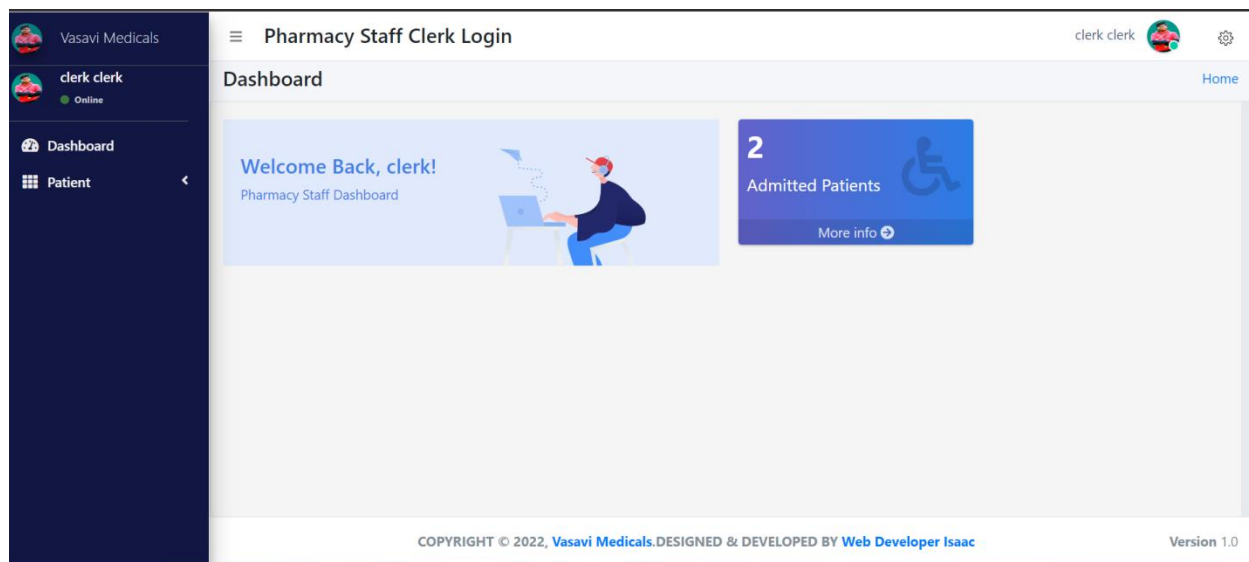 Vasavi Medicals
clerk clerk
Online
Dashboard
Patient
Pharmacy Staff Clerk Login
clerk clerk
Dashboard
Home
Welcome Back, clerk!
Pharmacy Staff Dashboard
2
Admitted Patients
More info
COPYRIGHT © 2022, Vasavi Medicals.DESIGNED & DEVELOPED BY Web Developer Isaac
Version 1.0